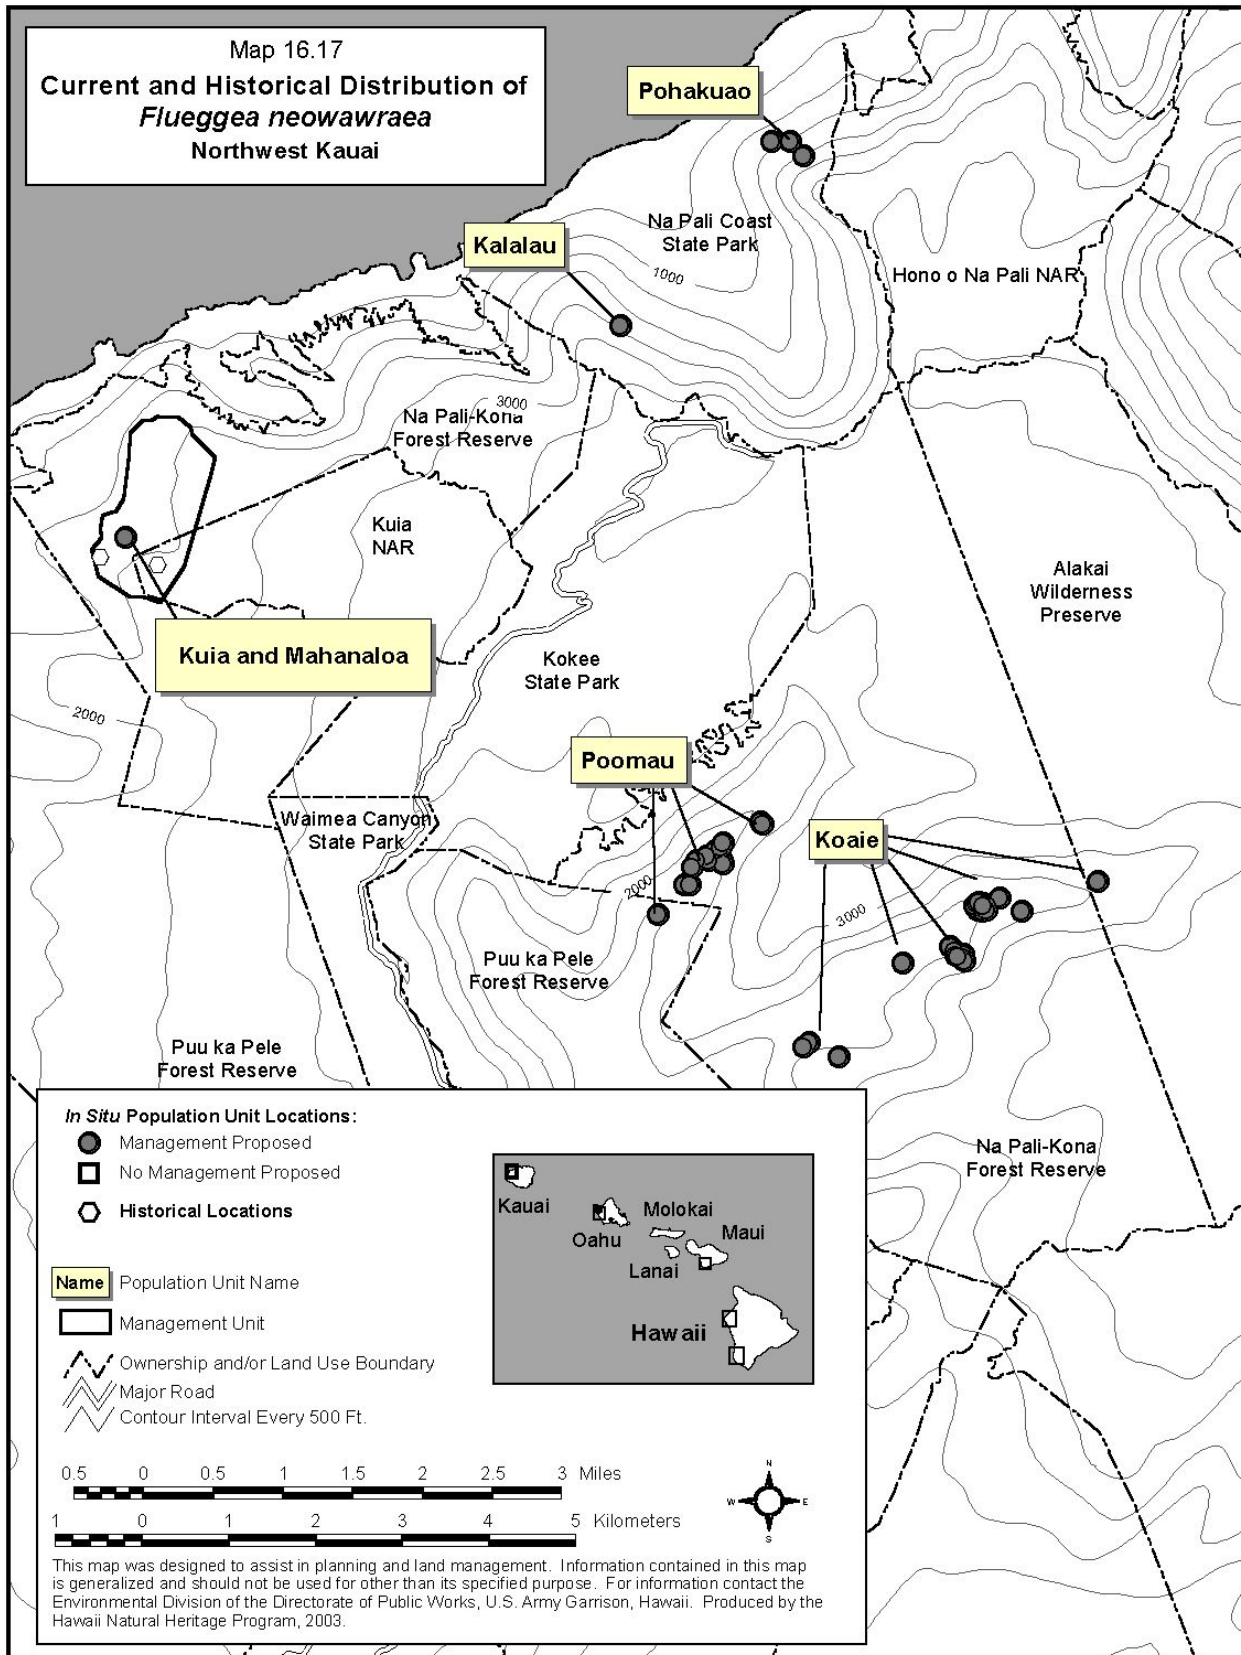 Map 16.17
Current and Historical Distribution of
Flueggea neowawraea
Northwest Kauai
Pohakuao
Na Pali Coast
State Park
Kalalau
1000
Hono o Na Pali NAR
3000
Na Pali-Kona
Forest Reserve
Kuia
NAR
Alakai
Wilderness
Preserve
Kuia and Mahanaloa
Kokee
State Park
2000
Poomau
Waimea Canyon
State Park
Koaie
2000
3000
Puu ka Pele
Forest Reserve
Puu ka Pele
Forest Reserve
Na Pali-Kona
Forest Reserve
In Situ Population Unit Locations:
Management Proposed
No Management Proposed
Historical Locations
Name Population Unit Name
Management Unit
Ownership and/or Land Use Boundary
Major Road
Contour Interval Every 500 Ft.
Kauai
Oahu
Molokai
Maui
Lanai
Hawaii
0.5 0 0.5 1 1.5 2 2.5 3 Miles
1 0 1 2 3 4 5 Kilometers
N
W E
S
This map was designed to assist in planning and land management. Information contained in this map
is generalized and should not be used for other than its specified purpose. For information contact the
Environmental Division of the Directorate of Public Works, U.S. Army Garrison, Hawaii. Produced by the
Hawaii Natural Heritage Program, 2003.